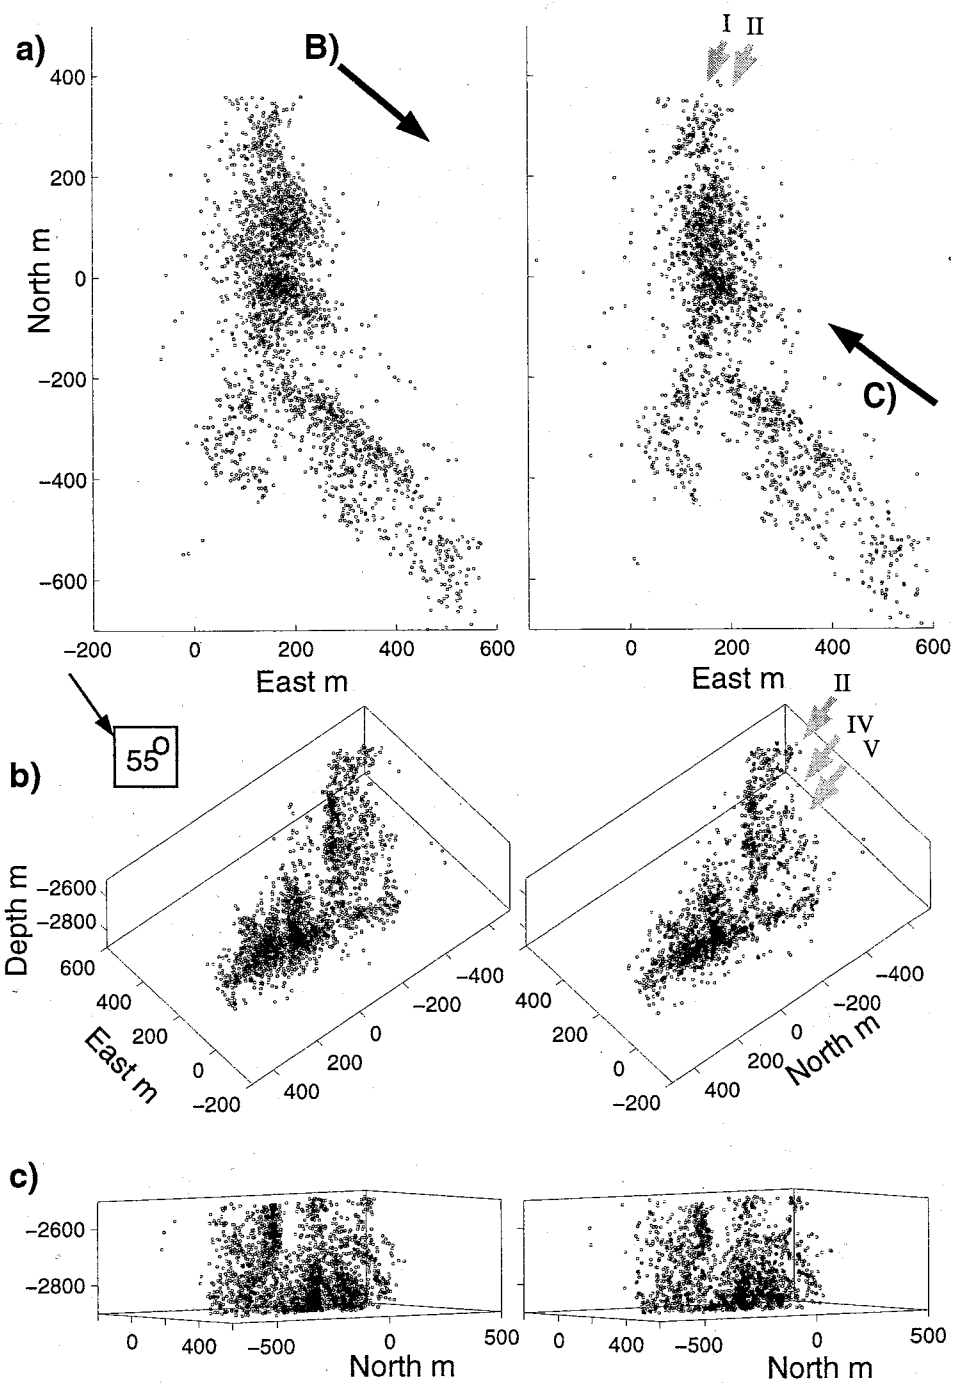 I II
a) B)
400
200
0
−200
−400
−600
North m
C)
−200 0 200 400 600
0 200 400 600
East m
East m
II
IV
V
55°
b)
−2600
−2800
Depth m
600
400
200
0
−200
East m
−400
−200
0
200
400
400
200
0
−200
−400
−200
0
200
400
North m
c)
−2600
−2800
0 400 −500 0 500
0 400 −500 0 500
North m
North m